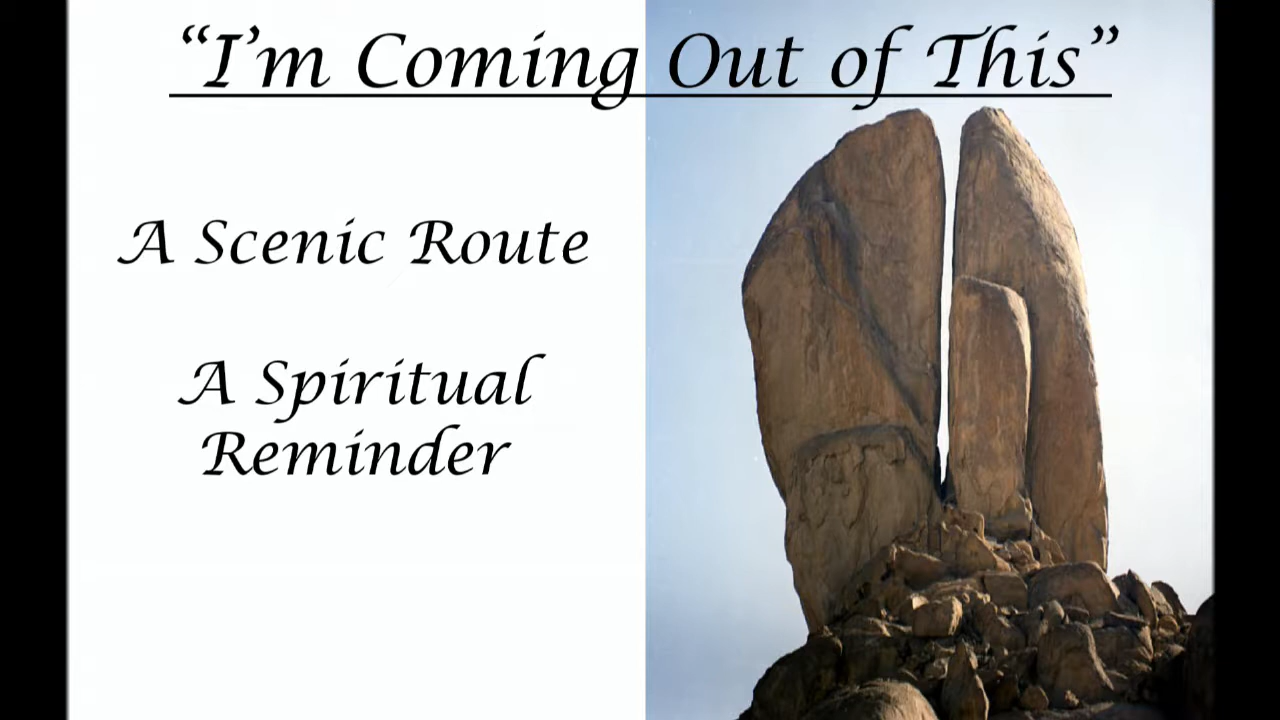 “I’m Coming Out of This”
A Scenic Route
A Spiritual
Reminder